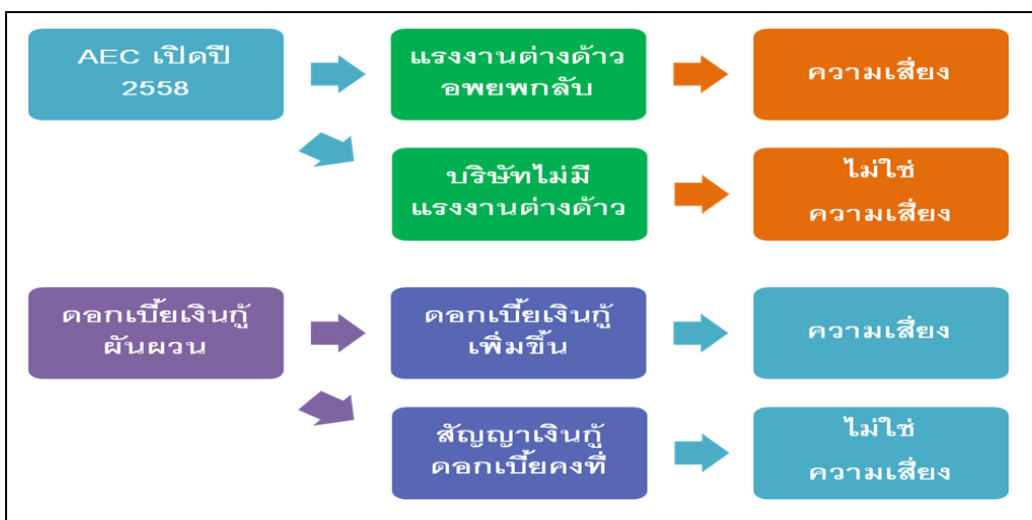 AEC เปิดปี
2558
แรงงานต่างด้าว
อพยพกลับ
ความเสี่ยง
บริษัทไม่มี
แรงงานต่างด้าว
ไม่ใช่
ความเสี่ยง
ดอกเบี้ยเงินกู้
ผันผวน
ดอกเบี้ยเงินกู้
เพิ่มขึ้น
ความเสี่ยง
สัญญาเงินกู้
ดอกเบี้ยคงที่
ไม่ใช่
ความเสี่ยง